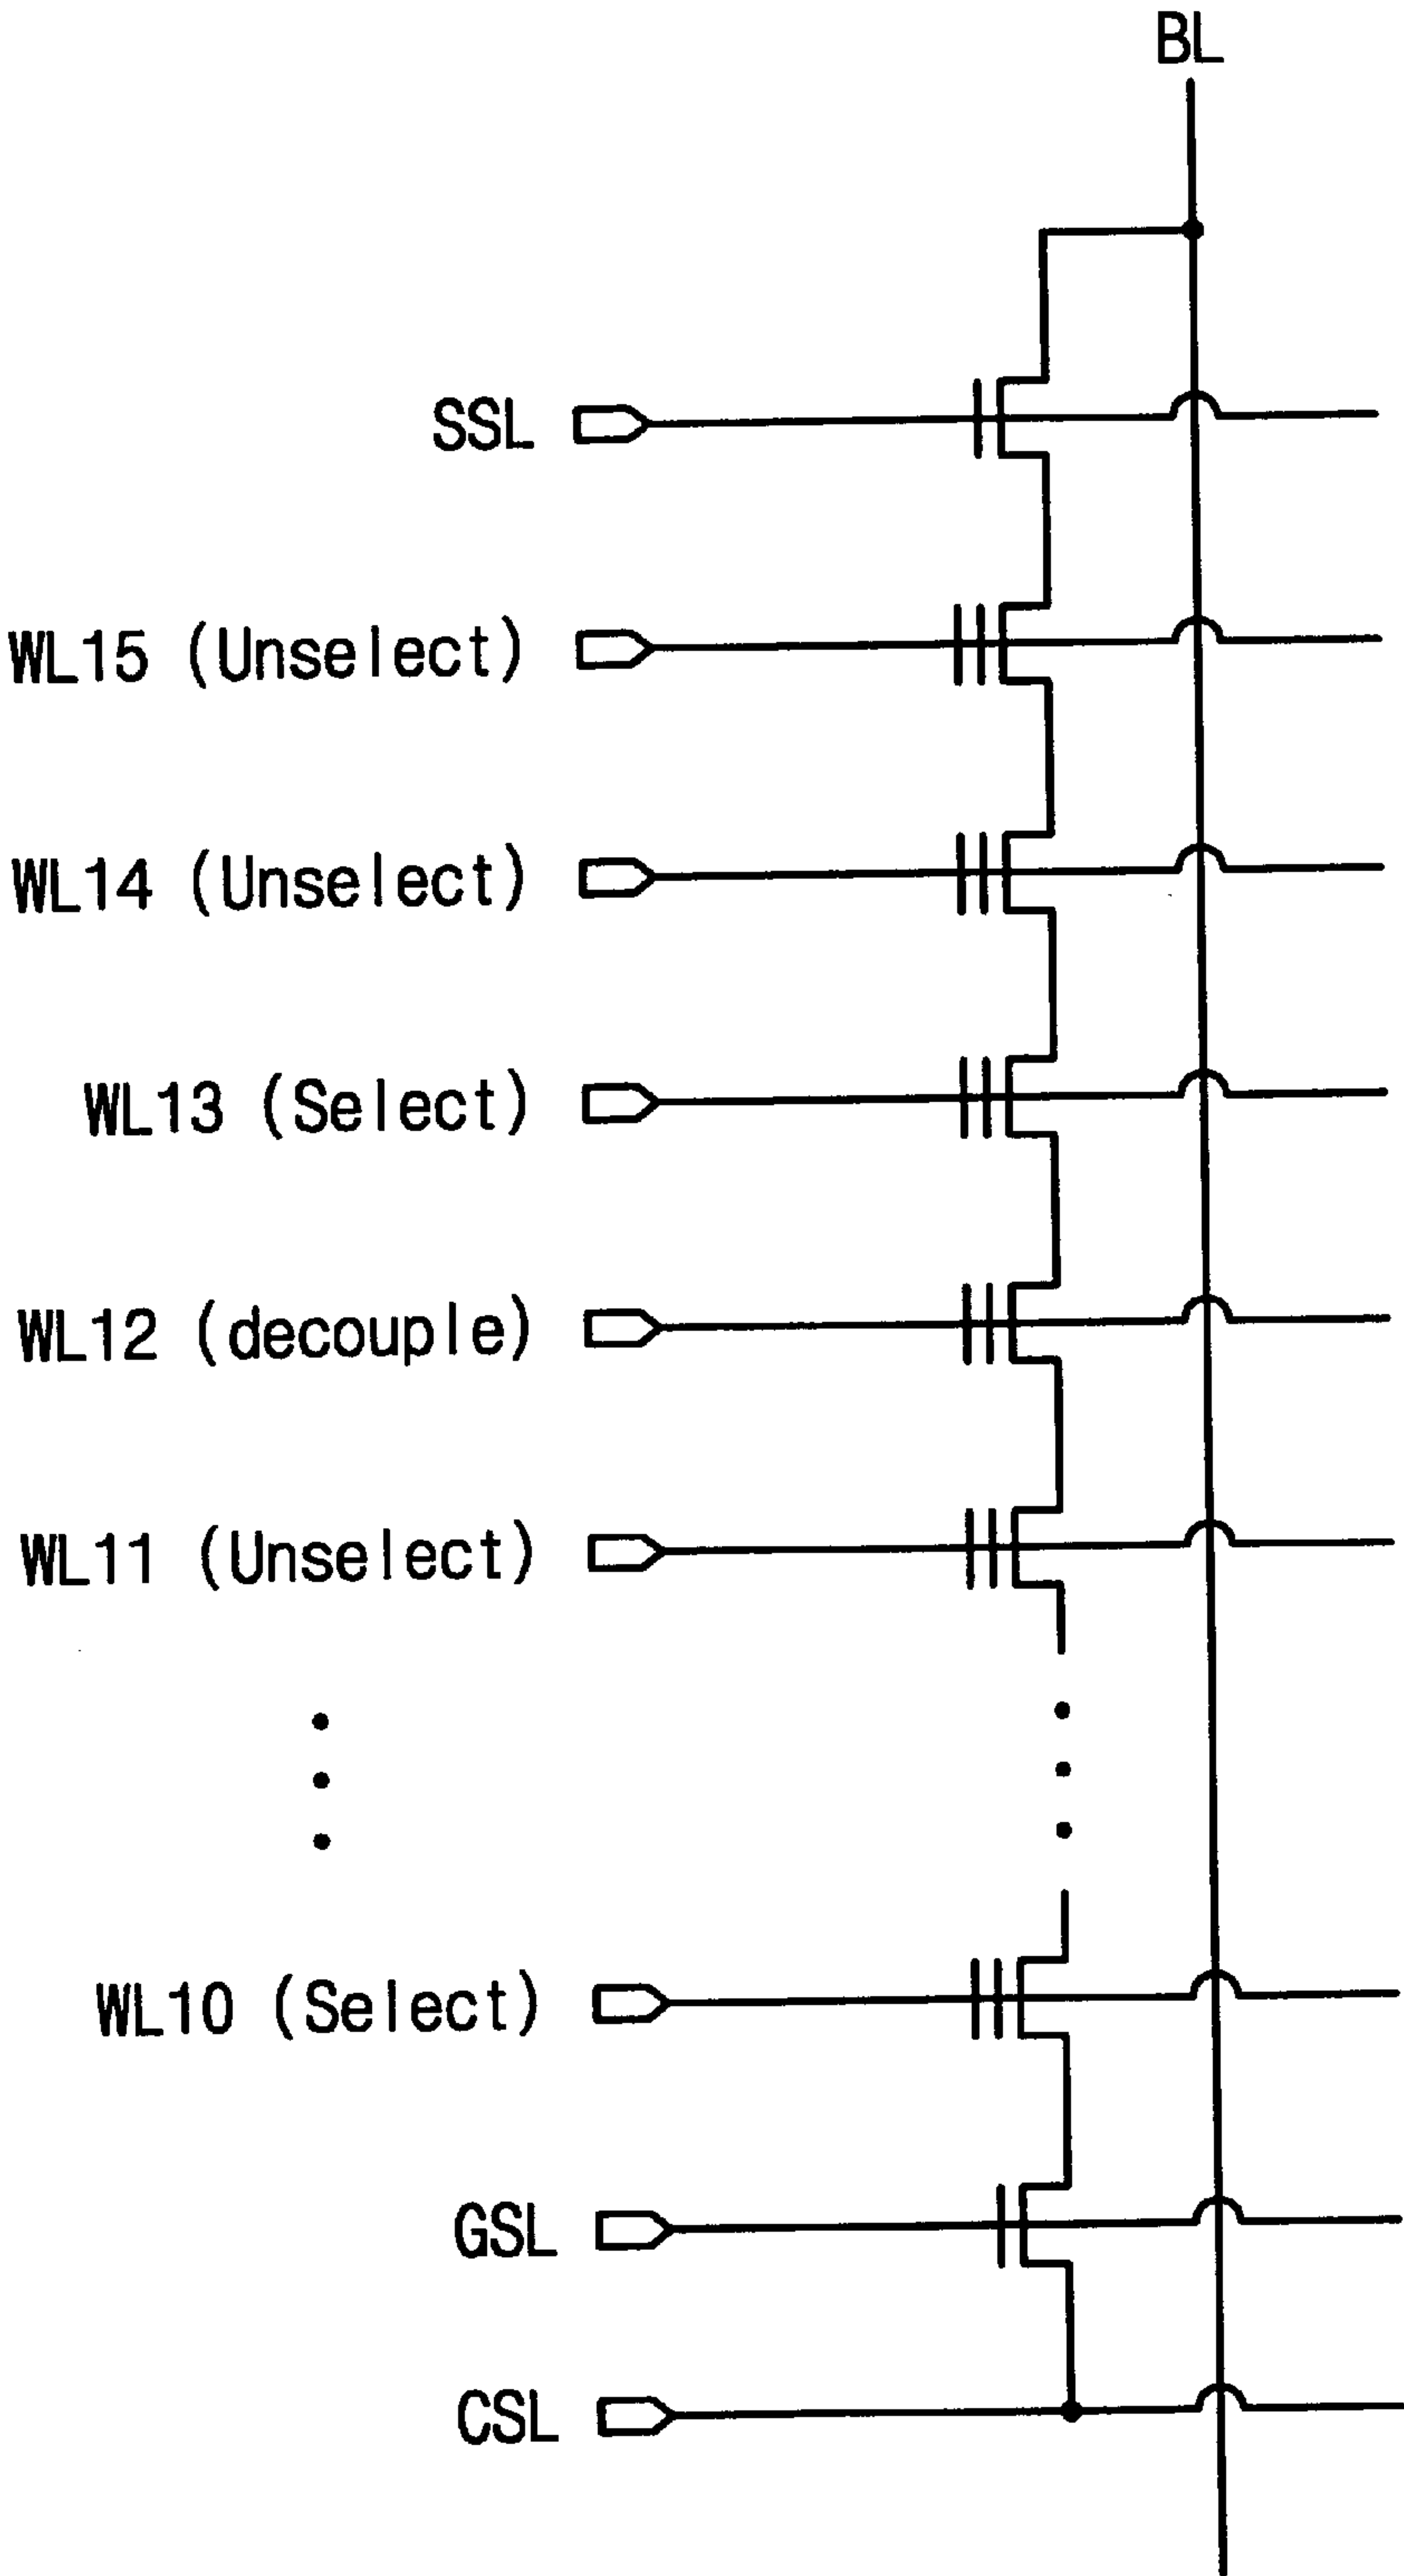 BL
SSL
WL15 (Unselect)
WL14 (Unselect)
WL13 (Select)
WL12 (decouple)
WL11 (Unselect)
WL10 (Select)
GSL
CSL